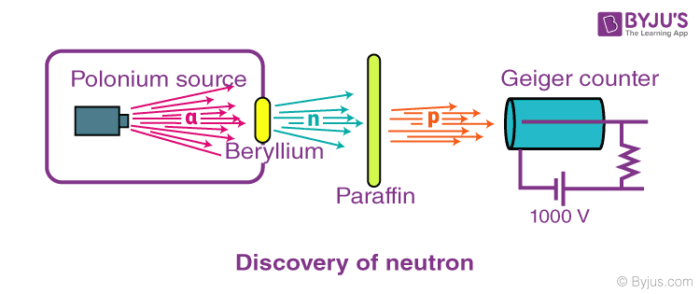 BYJU'S
The Learning App
Polonium source
Geiger counter
α
n
p
Beryllium
Paraffin
1000 V
Discovery of neutron
© Byjus.com